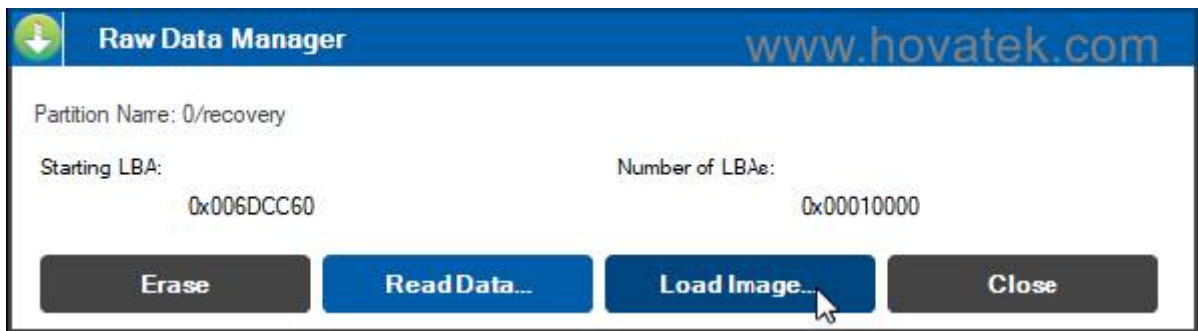 Raw Data Manager
www.hovatek.com
Partition Name: 0/recovery
Starting LBA:
Number of LBAs:
0x006DCC60
0x00010000
Erase
Read Data...
Load Image...
Close